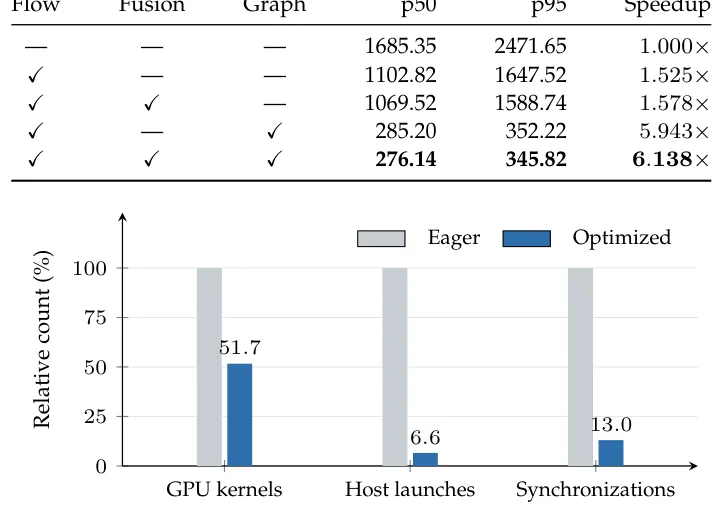 Flow Fusion Graph p50 p95 Speedup
— — — 1685.35 2471.65 1.000×
✓ — — 1102.82 1647.52 1.525×
✓ ✓ — 1069.52 1588.74 1.578×
✓ — ✓ 285.20 352.22 5.943×
✓ ✓ ✓ 276.14 345.82 6.138×
Eager Optimized
Relative count (%)
100
75
50
25
0
51.7
6.6
13.0
GPU kernels Host launches Synchronizations